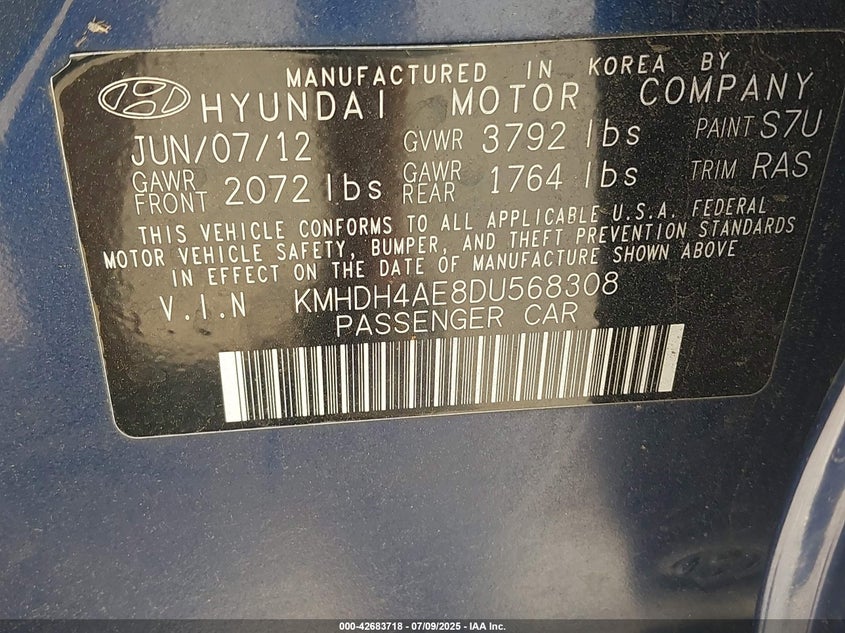 MANUFACTURED IN KOREA BY
HYUNDAI MOTOR COMPANY
JUN/07/12 GVWR 3792 lbs PAINT S7U
GAWR FRONT 2072 lbs GAWR REAR 1764 lbs TRIM RAS
THIS VEHICLE CONFORMS TO ALL APPLICABLE U.S.A. FEDERAL
MOTOR VEHICLE SAFETY, BUMPER, AND THEFT PREVENTION STANDARDS
IN EFFECT ON THE DATE OF MANUFACTURE SHOWN ABOVE
V.I.N KMHDH4AE8DU568308
PASSENGER CAR
000-42683718 - 07/09/2025 - IAA Inc.